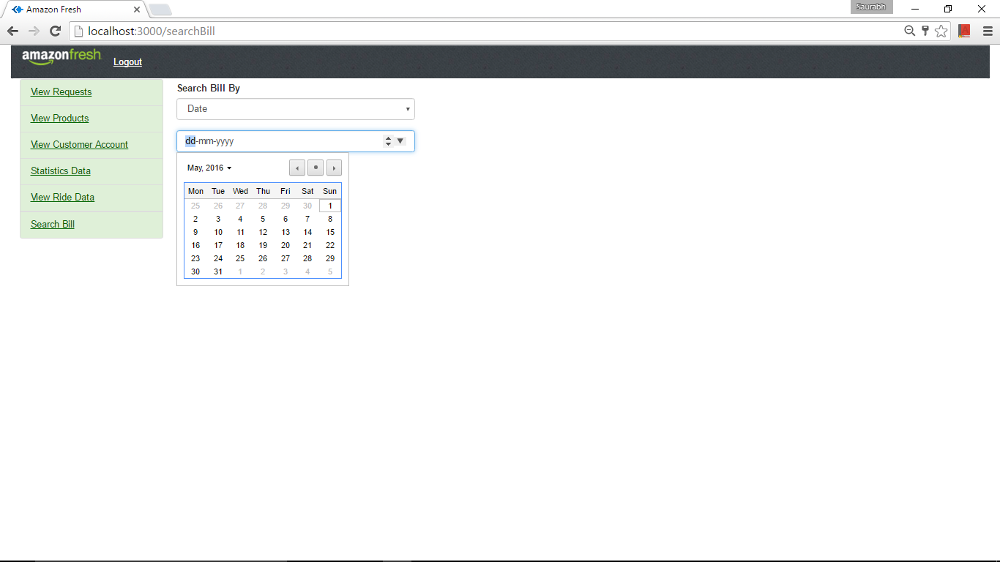 Amazon Fresh
Saurabh
localhost:3000/searchBill
amazonfresh
Logout
View Requests
View Products
View Customer Account
Statistics Data
View Ride Data
Search Bill
Search Bill By
Date
dd-mm-yyyy
May, 2016
Mon Tue Wed Thu Fri Sat Sun
25 26 27 28 29 30 1
2 3 4 5 6 7 8
9 10 11 12 13 14 15
16 17 18 19 20 21 22
23 24 25 26 27 28 29
30 31 1 2 3 4 5